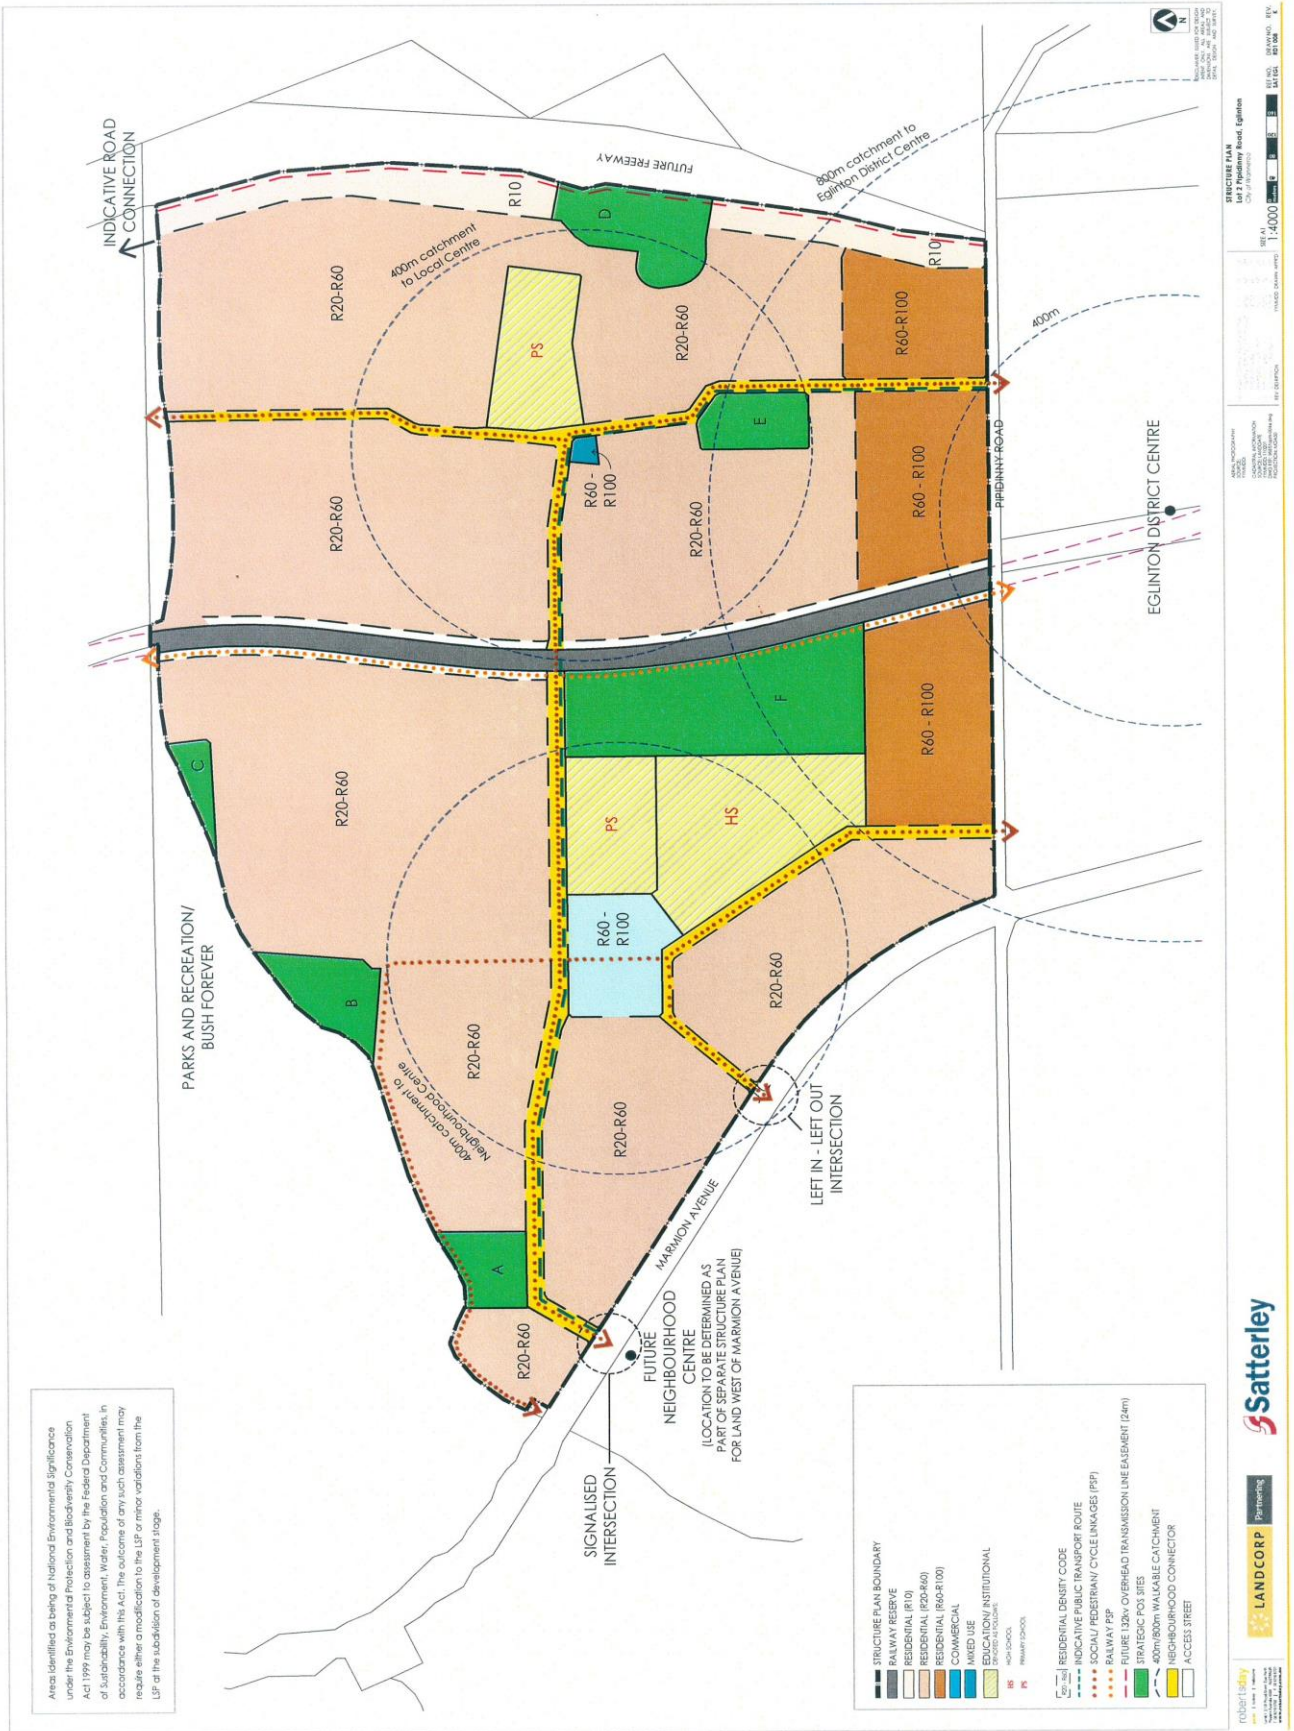 Areas identified as being of National Environmental Significance
under the Environmental Protection and Biodiversity Conservation
Act 1999 may be subject to assessment by the Federal Department
of Sustainability, Environment, Water, Population and Communities, in
accordance with this Act. The outcome of any such assessment may
require either a modification to the LSP or minor variations from the
LSP at the subdivision of development stage.
INDICATIVE ROAD
CONNECTION
PARKS AND RECREATION/
BUSH FOREVER
R20-R60
R20-R60
R20-R60
R20-R60
R20-R60
R20-R60
R20-R60
R20-R60
R20-R60
R10
R10
A
B
C
D
E
F
PS
PS
HS
R60 -
R100
R60 -
R100
R60-R100
R60 - R100
R60 - R100
400m catchment
to Local Centre
400m catchment to
Neighbourhood Centre
800m catchment to
Eglinton District Centre
400m
FUTURE FREEWAY
PIPIDINNY ROAD
EGLINTON DISTRICT CENTRE
MARMION AVENUE
LEFT IN - LEFT OUT
INTERSECTION
SIGNALISED
INTERSECTION
FUTURE
NEIGHBOURHOOD
CENTRE
(LOCATION TO BE DETERMINED AS
PART OF SEPARATE STRUCTURE PLAN
FOR LAND WEST OF MARMION AVENUE)
STRUCTURE PLAN BOUNDARY
RAILWAY RESERVE
RESIDENTIAL (R10)
RESIDENTIAL (R20-R60)
RESIDENTIAL (R60-R100)
COMMERCIAL
MIXED USE
EDUCATION/ INSTITUTIONAL
DENOTED AS FOLLOWS:
HS HIGH SCHOOL
PS PRIMARY SCHOOL
RESIDENTIAL DENSITY CODE
INDICATIVE PUBLIC TRANSPORT ROUTE
SOCIAL/ PEDESTRIAN/ CYCLE LINKAGES (PSP)
RAILWAY PSP
FUTURE 132kv OVERHEAD TRANSMISSION LINE EASEMENT (24m)
STRATEGIC POS SITES
400m/800m WALKABLE CATCHMENT
NEIGHBOURHOOD CONNECTOR
ACCESS STREET
N
robertsday
LANDCORP
Partnering
Satterley
STRUCTURE PLAN
Lot 2 Pipidinny Road, Eglinton
City of Wanneroo
1:4000